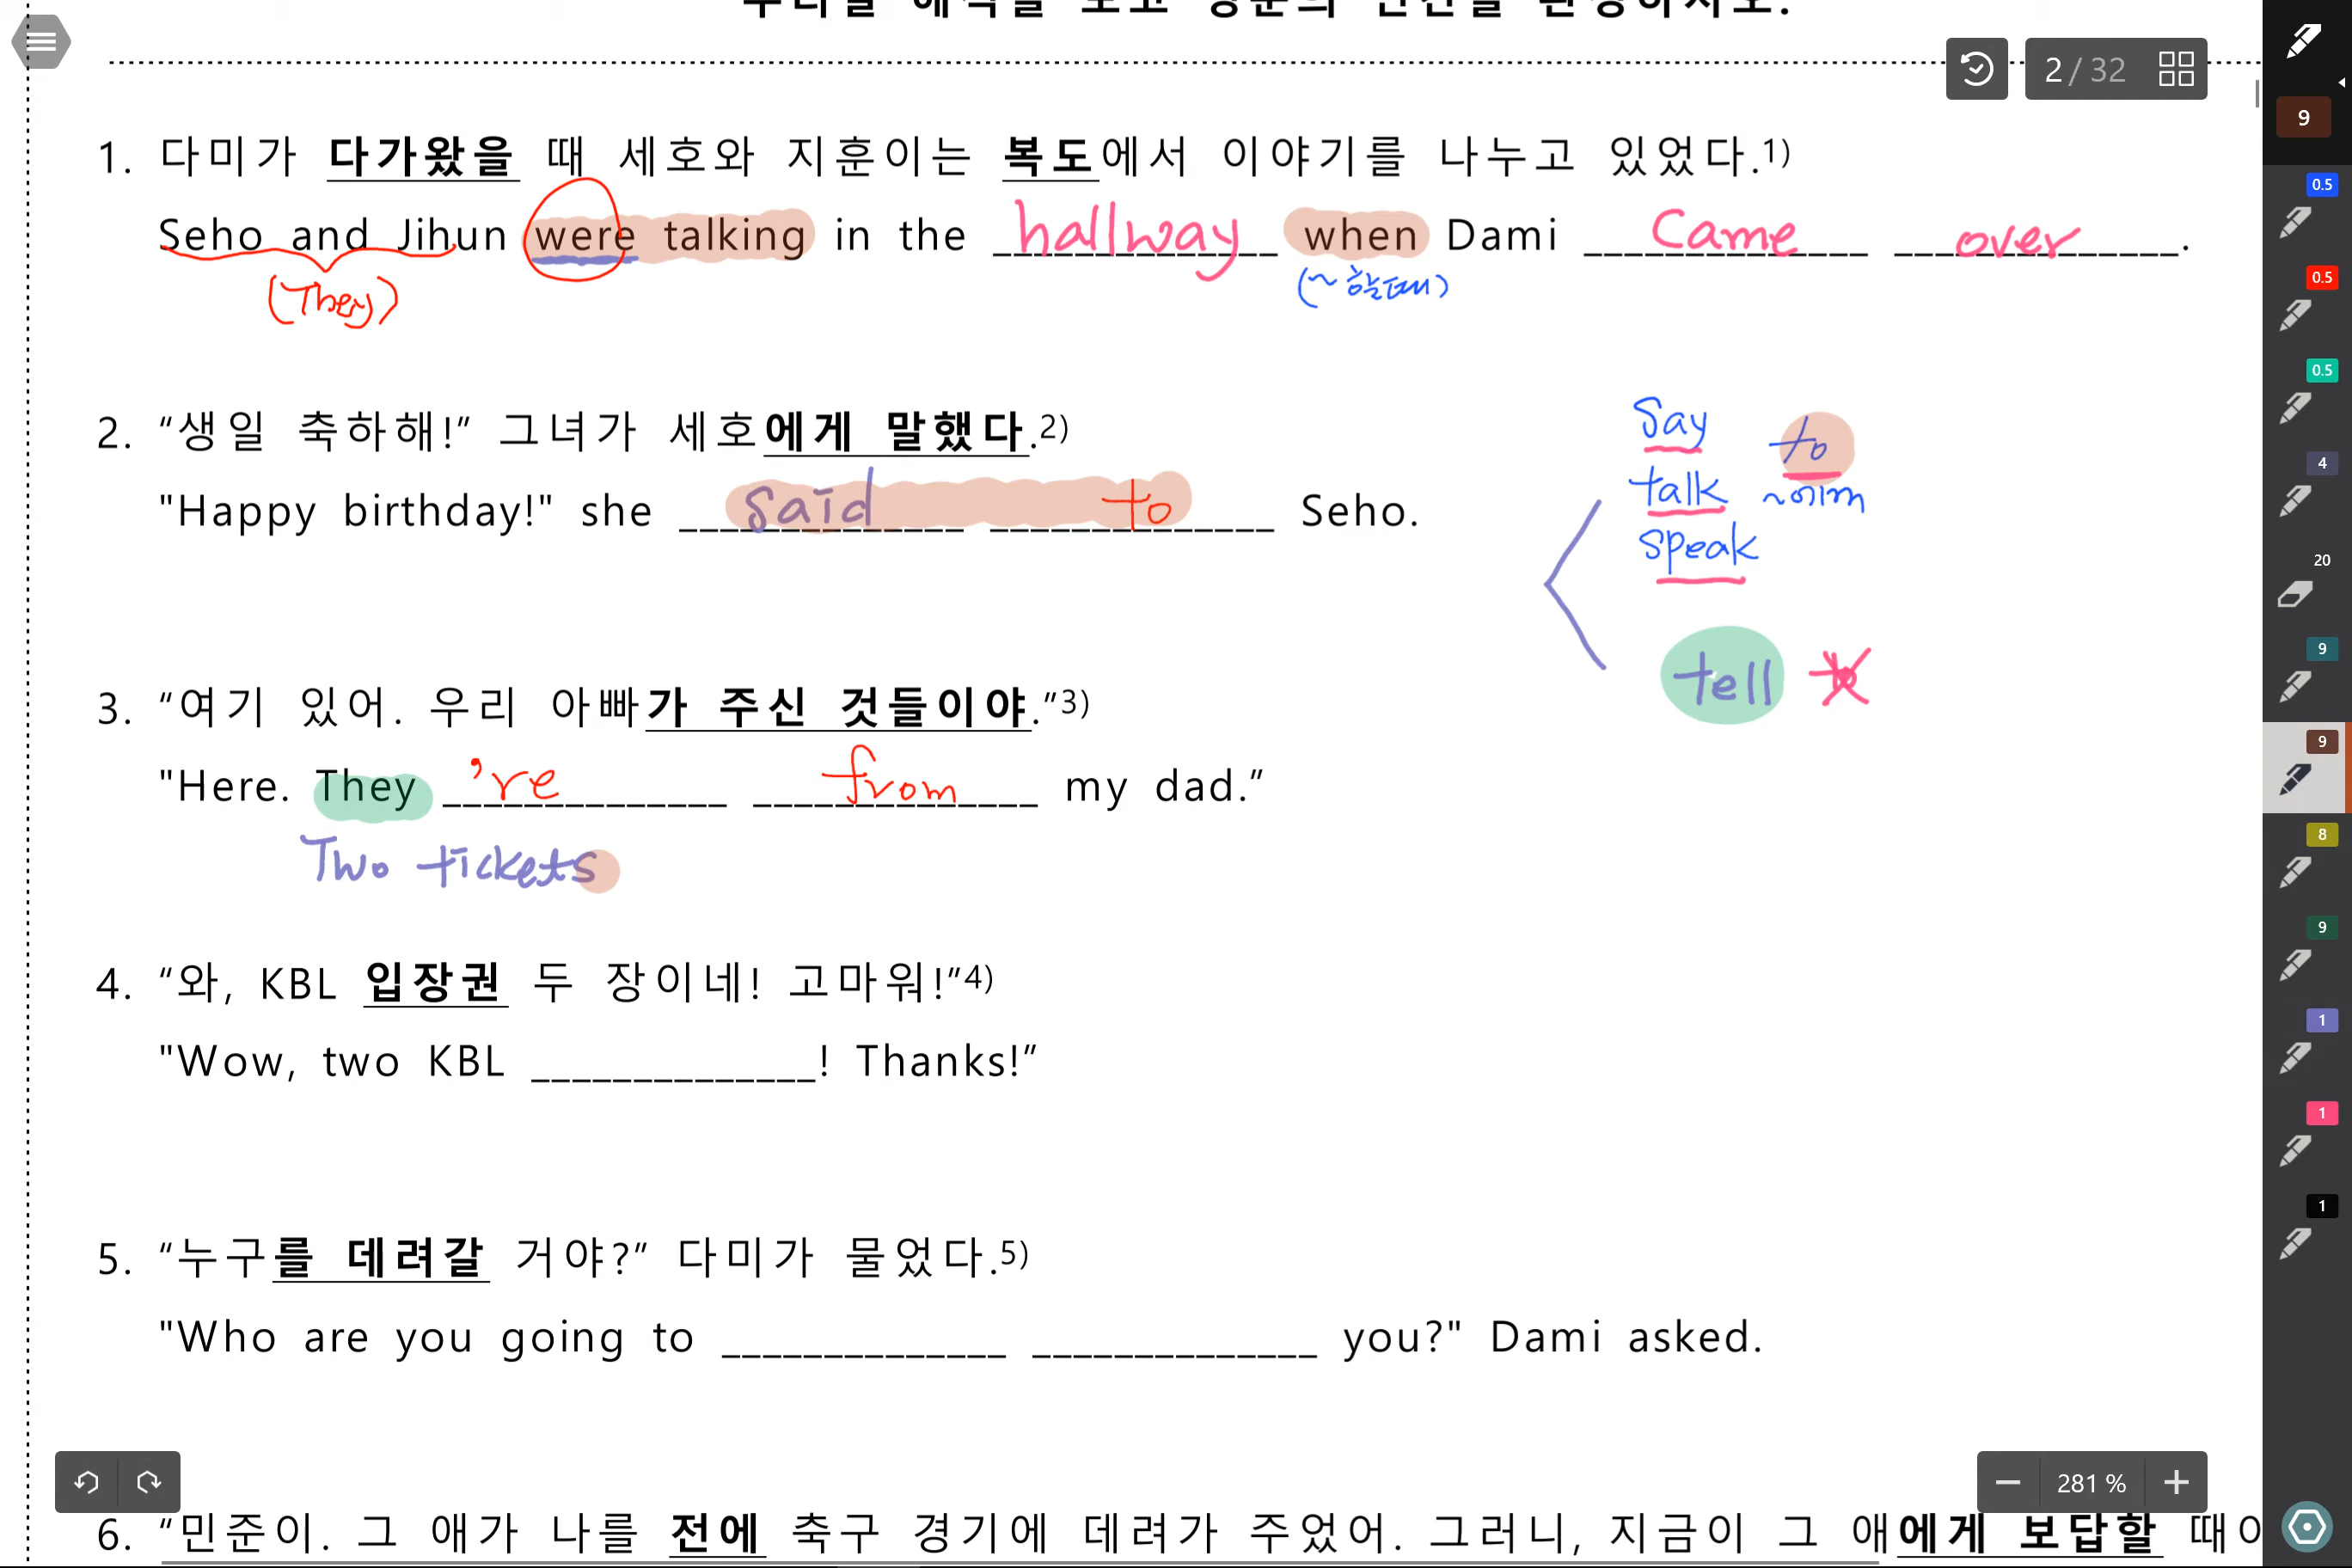 2 / 32
9
1. 다미가 다가왔을 때 세호와 지훈이는 복도에서 이야기를 나누고 있었다.1)
Seho and Jihun were talking in the hallway when Dami came over.
(They)
(~할 때)
2. “생일 축하해!” 그녀가 세호에게 말했다.2)
"Happy birthday!" she said to Seho.
say
talk
speak
to
~에게
tell
3. “여기 있어. 우리 아빠가 주신 것들이야.”3)
"Here. They 're from my dad.”
Two tickets
4. “와, KBL 입장권 두 장이네! 고마워!”4)
"Wow, two KBL ______________! Thanks!”
5. “누구를 데려갈 거야?” 다미가 물었다.5)
"Who are you going to ______________ ______________ you?" Dami asked.
6. “민준이. 그 애가 나를 전에 축구 경기에 데려가 주었어. 그러니, 지금이 그 애에게 보답할 때
281 %
0.5
0.5
0.5
4
20
9
9
8
9
1
1
1